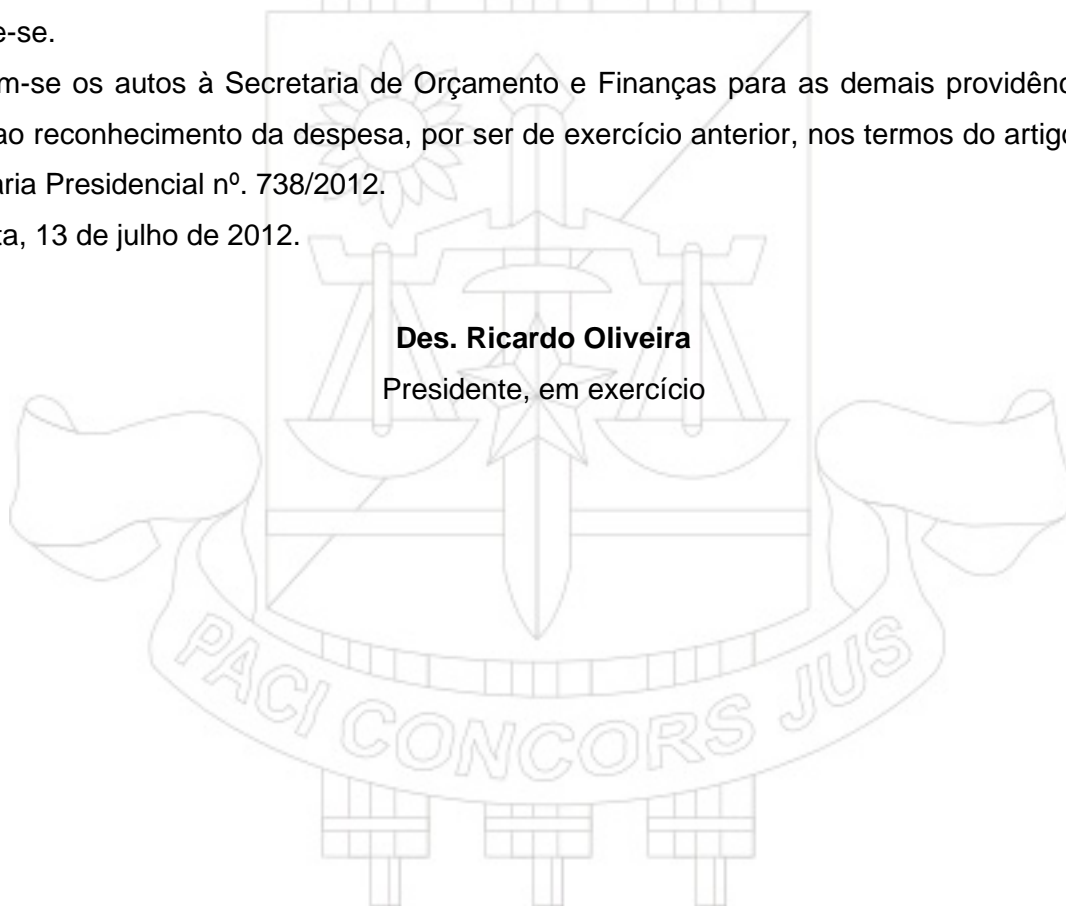 e-se.
m-se os autos à Secretaria de Orçamento e Finanças para as demais providênc
ao reconhecimento da despesa, por ser de exercício anterior, nos termos do artigo
aria Presidencial nº. 738/2012.
ta, 13 de julho de 2012.
Des. Ricardo Oliveira
Presidente, em exercício
PACI CONCORS JUS